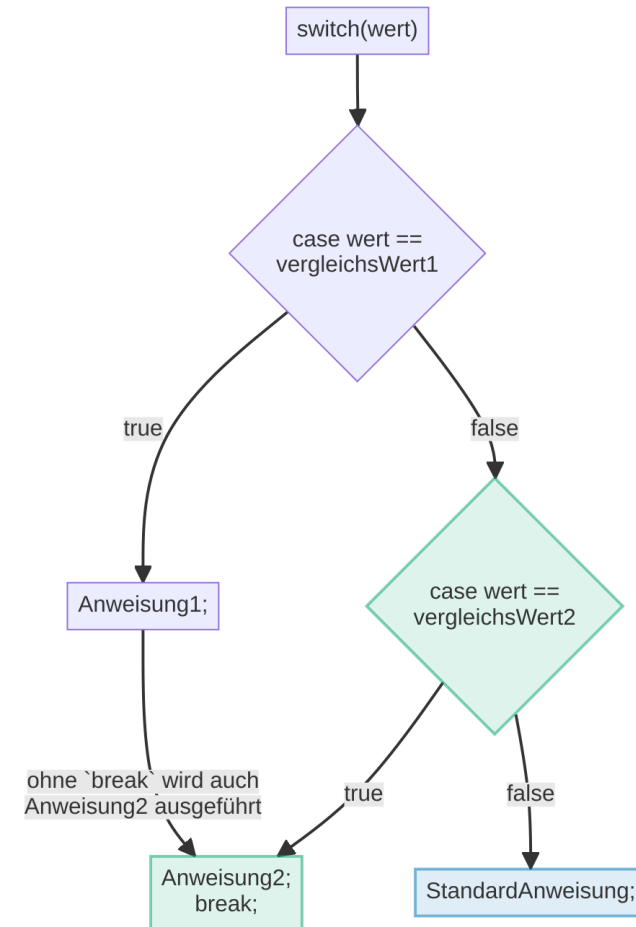 switch(wert)
case wert ==
vergleichsWert1
true
false
Anweisung1;
case wert ==
vergleichsWert2
ohne `break` wird auch
Anweisung2 ausgeführt
true
false
Anweisung2;
break;
StandardAnweisung;